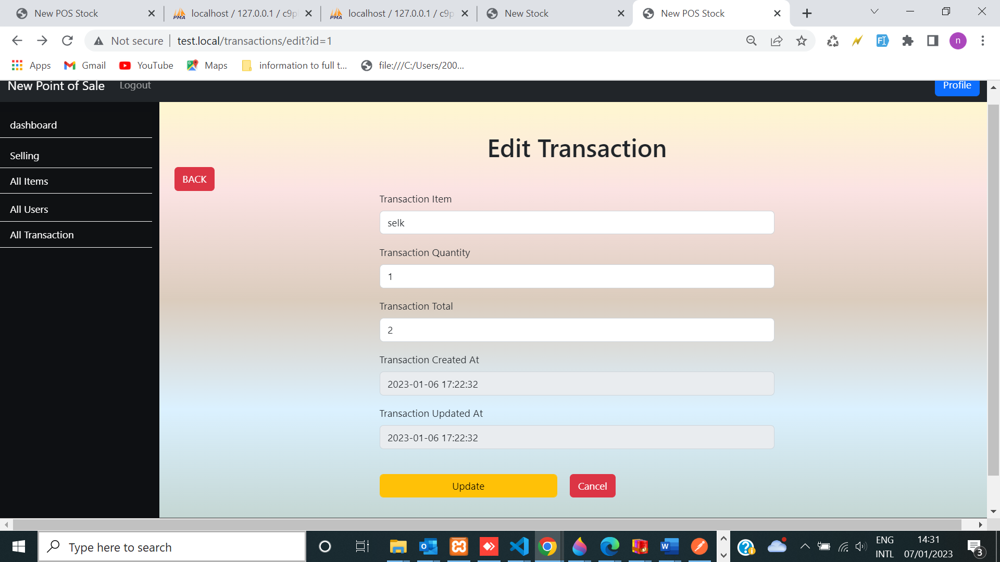 New POS Stock
localhost / 127.0.0.1 / c9p
localhost / 127.0.0.1 / c9p
New Stock
New POS Stock
Not secure
test.local/transactions/edit?id=1
n
Apps
Gmail
YouTube
Maps
information to full t...
file:///C:/Users/200...
New Point of Sale
Logout
Profile
dashboard
Selling
All Items
All Users
All Transaction
Edit Transaction
BACK
Transaction Item
selk
Transaction Quantity
1
Transaction Total
2
Transaction Created At
2023-01-06 17:22:32
Transaction Updated At
2023-01-06 17:22:32
Update
Cancel
Type here to search
ENG
INTL
14:31
07/01/2023
3